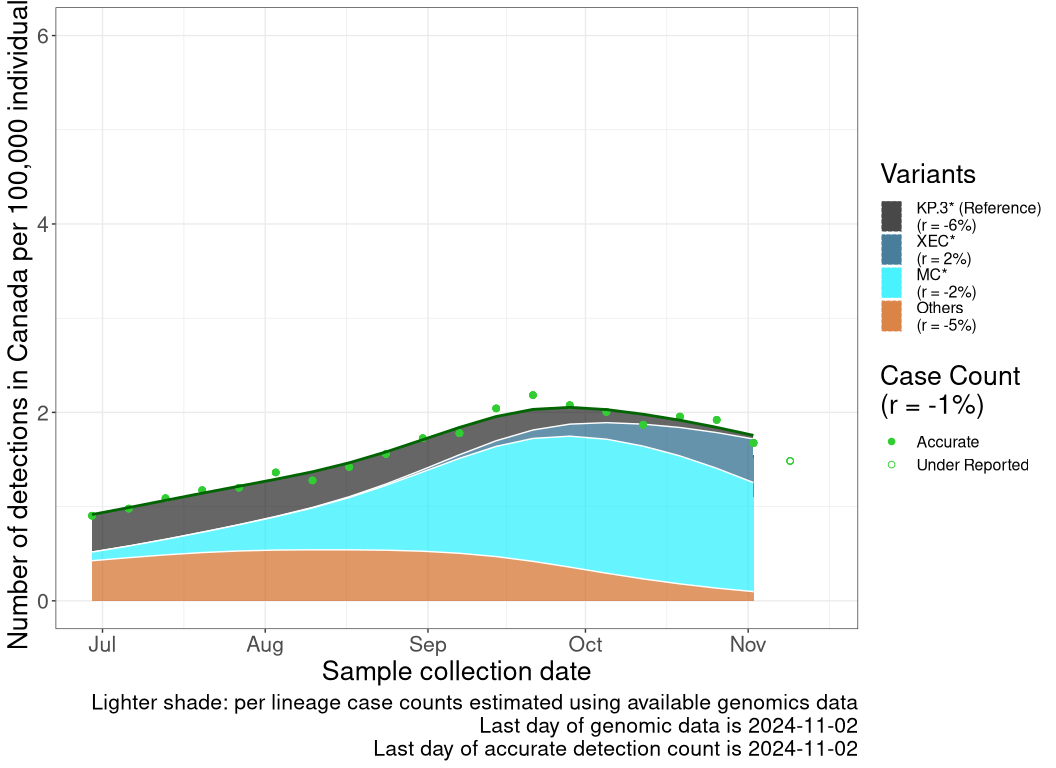 Number of detections in Canada per 100,000 individual
6
4
2
0
Jul
Aug
Sep
Oct
Nov
Sample collection date
Lighter shade: per lineage case counts estimated using available genomics data
Last day of genomic data is 2024-11-02
Last day of accurate detection count is 2024-11-02
Variants
KP.3* (Reference)
(r = -6%)
XEC*
(r = 2%)
MC*
(r = -2%)
Others
(r = -5%)
Case Count
(r = -1%)
Accurate
Under Reported